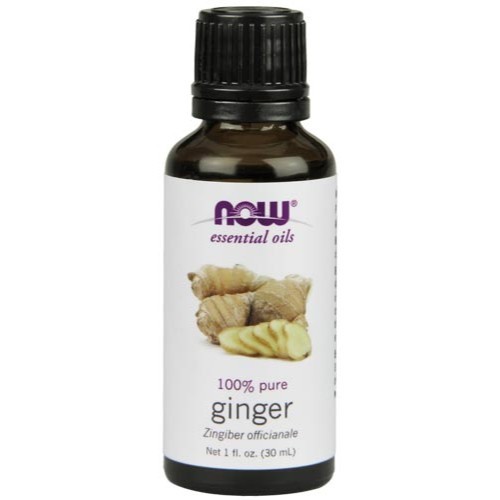 NOW®
essential oils
100% pure
ginger
Zingiber officianale
Net 1 fl. oz. (30 mL)